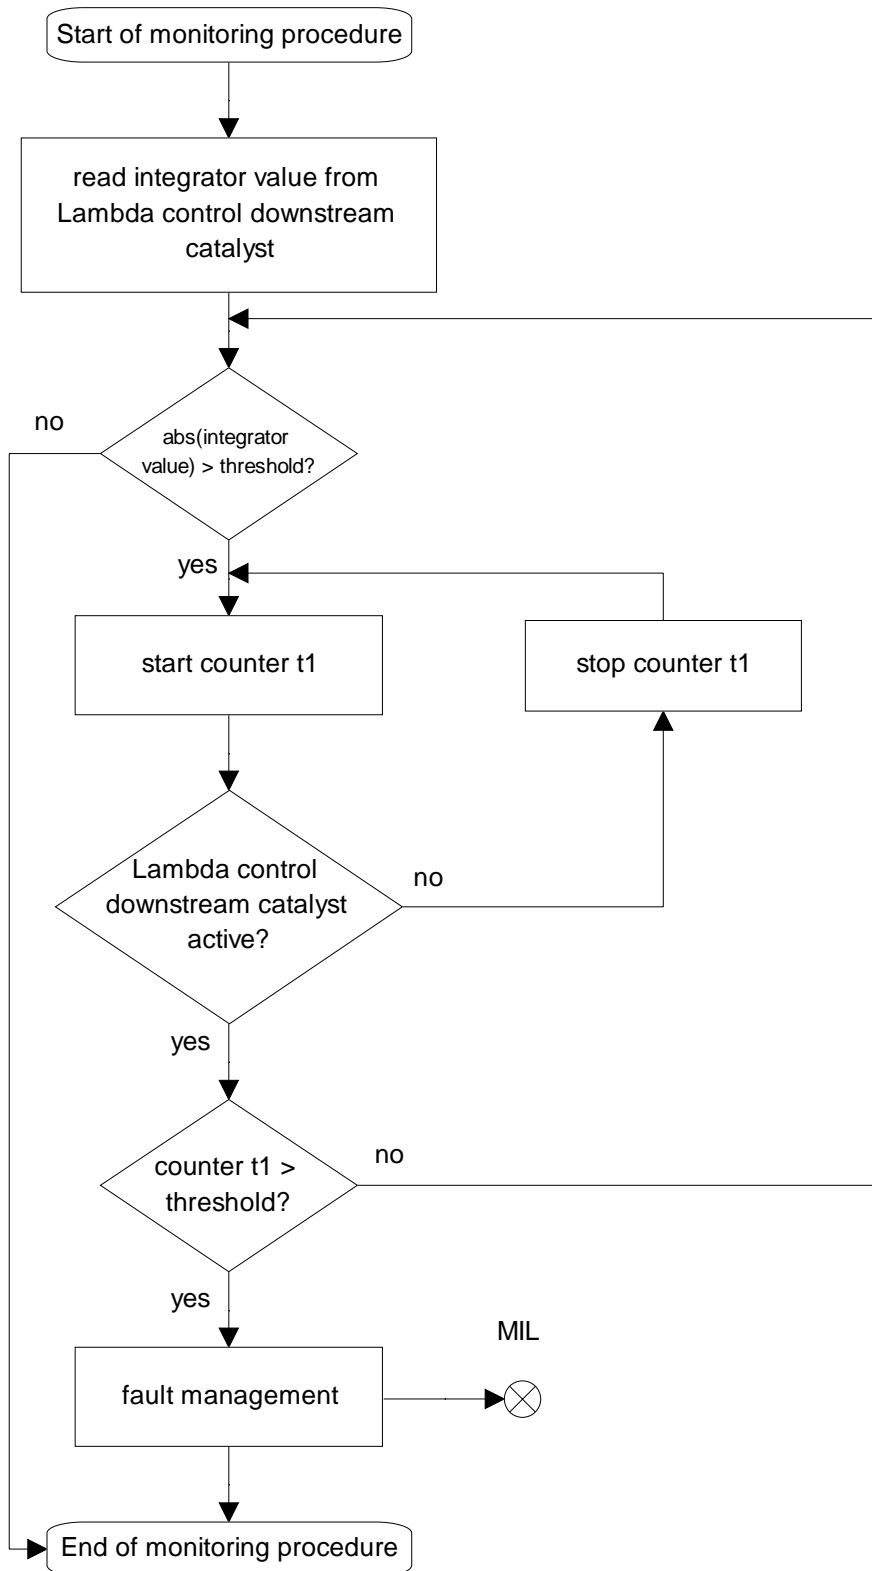 Start of monitoring procedure
read integrator value from
Lambda control downstream
catalyst
no
abs(integrator
value) > threshold?
yes
start counter t1
stop counter t1
Lambda control
downstream catalyst
active?
no
yes
counter t1 >
threshold?
no
yes
MIL
fault management
End of monitoring procedure